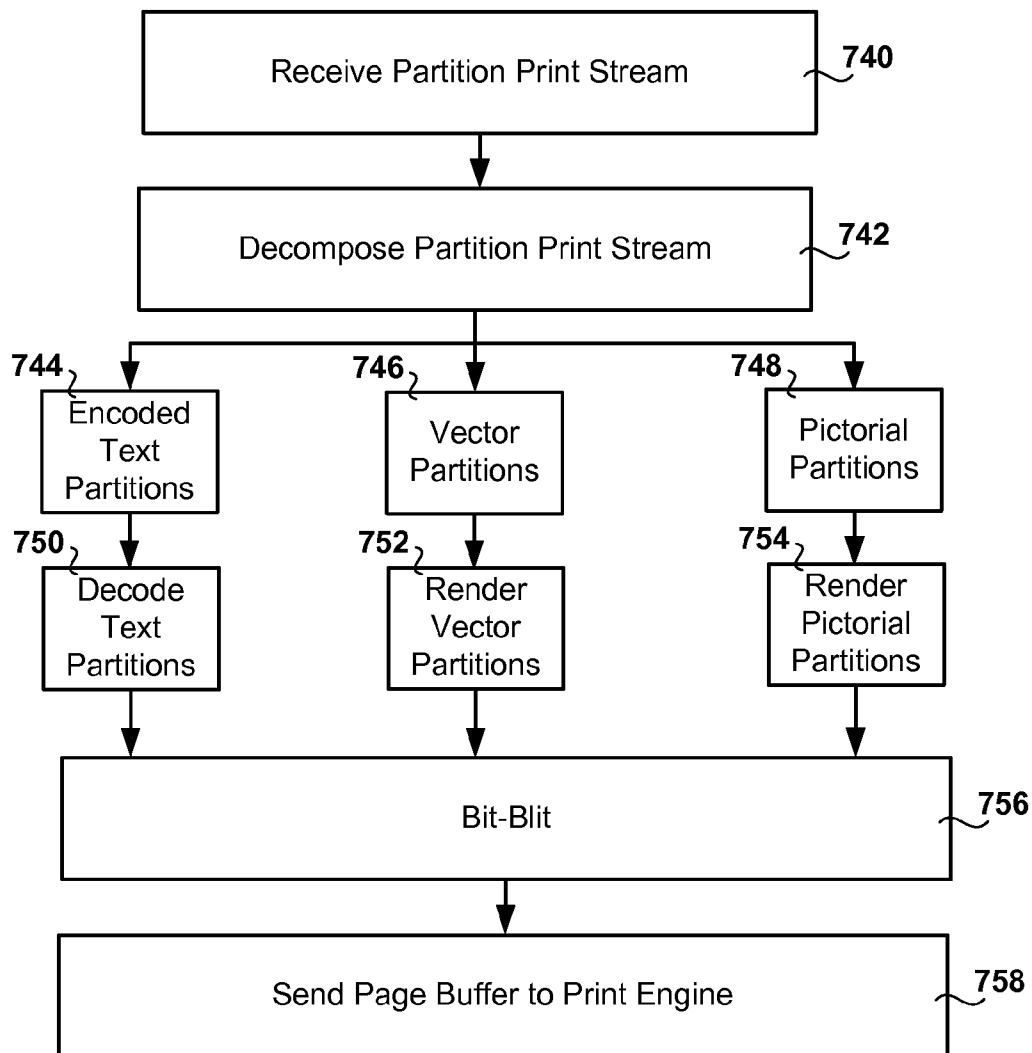 Receive Partition Print Stream
740
Decompose Partition Print Stream
742
744
Encoded
Text
Partitions
746
Vector
Partitions
748
Pictorial
Partitions
750
Decode
Text
Partitions
752
Render
Vector
Partitions
754
Render
Pictorial
Partitions
Bit-Blit
756
Send Page Buffer to Print Engine
758